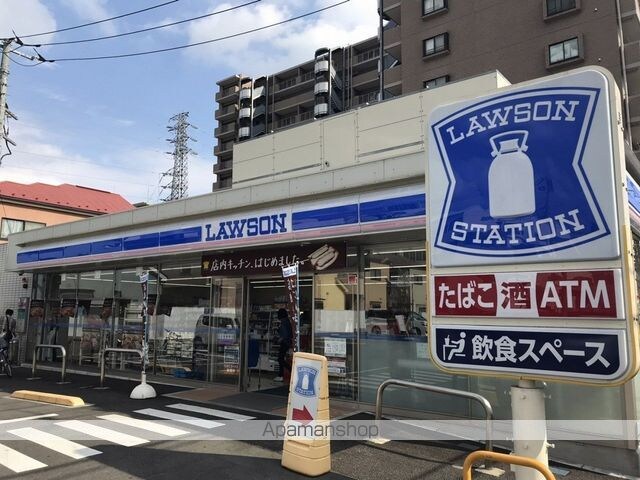 LAWSON
店内キッチン、はじめました
LAWSON
STATION
たばこ 酒 ATM
飲食スペース
Apamanshop